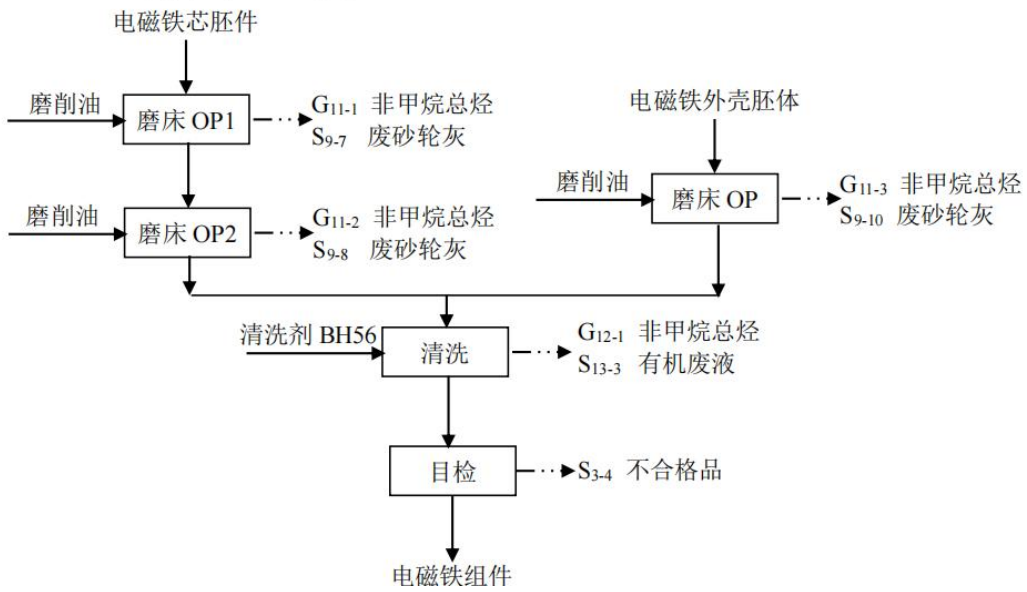 电磁铁芯胚件
磨削油
磨床 OP1
G11-1 非甲烷总烃
S9-7 废砂轮灰
磨削油
磨床 OP2
G11-2 非甲烷总烃
S9-8 废砂轮灰
电磁铁外壳胚体
磨削油
磨床 OP
G11-3 非甲烷总烃
S9-10 废砂轮灰
清洗剂 BH56
清洗
G12-1 非甲烷总烃
S13-3 有机废液
目检
S3-4 不合格品
电磁铁组件